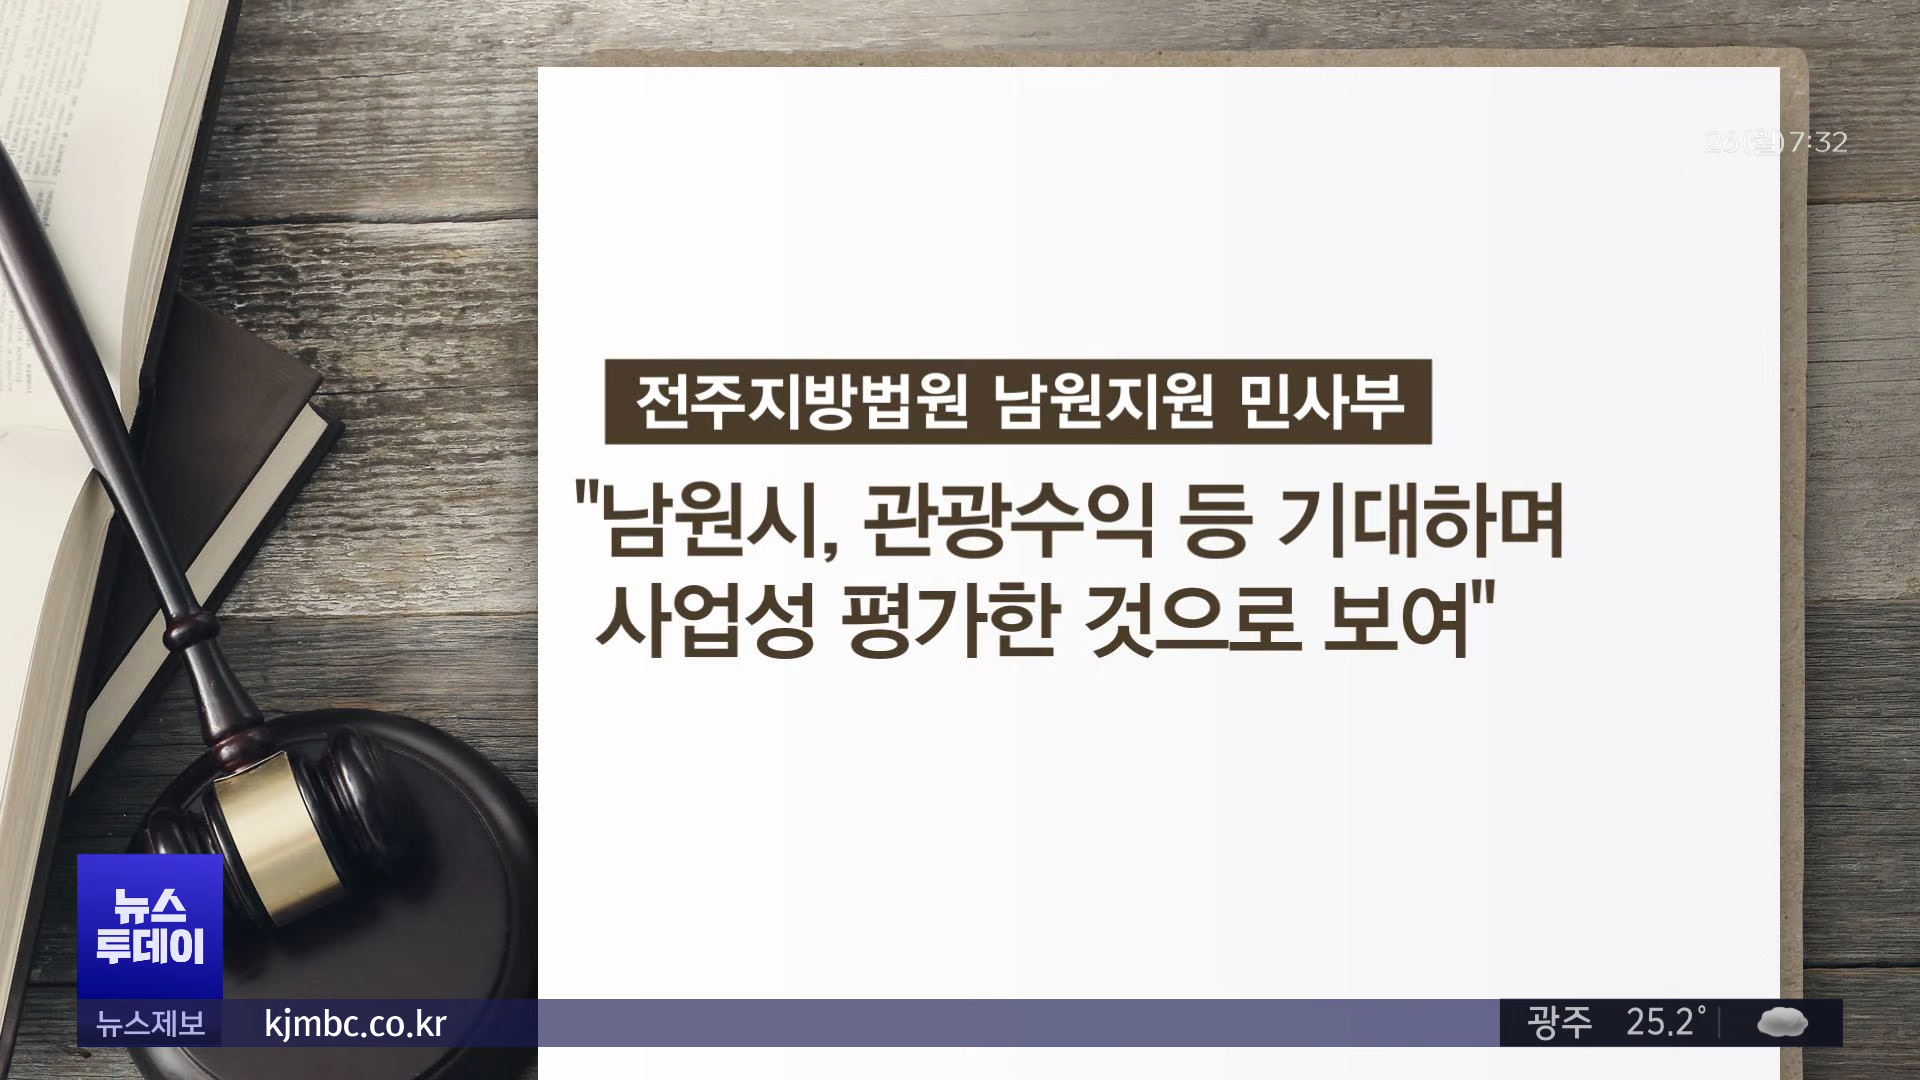 26(월)7:32
전주지방법원 남원지원 민사부
"남원시, 관광수익 등 기대하며
사업성 평가한 것으로 보여"
뉴스
투데이
뉴스제보 kjmbc.co.kr
광주 25.2°